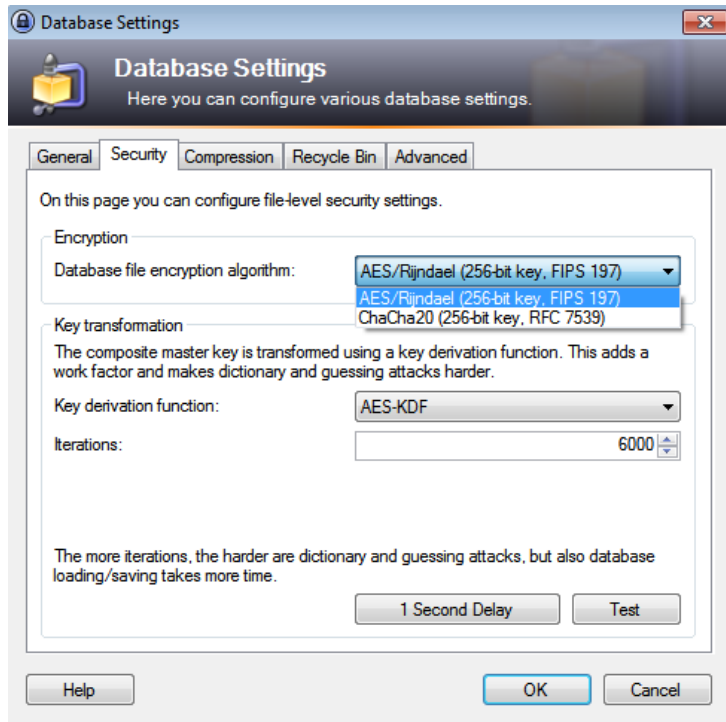 Database Settings
Database Settings
Here you can configure various database settings.
General Security Compression Recycle Bin Advanced
On this page you can configure file-level security settings.
Encryption
Database file encryption algorithm: AES/Rijndael (256-bit key, FIPS 197)
AES/Rijndael (256-bit key, FIPS 197)
ChaCha20 (256-bit key, RFC 7539)
Key transformation
The composite master key is transformed using a key derivation function. This adds a
work factor and makes dictionary and guessing attacks harder.
Key derivation function: AES-KDF
Iterations: 6000
The more iterations, the harder are dictionary and guessing attacks, but also database
loading/saving takes more time.
1 Second Delay Test
Help OK Cancel